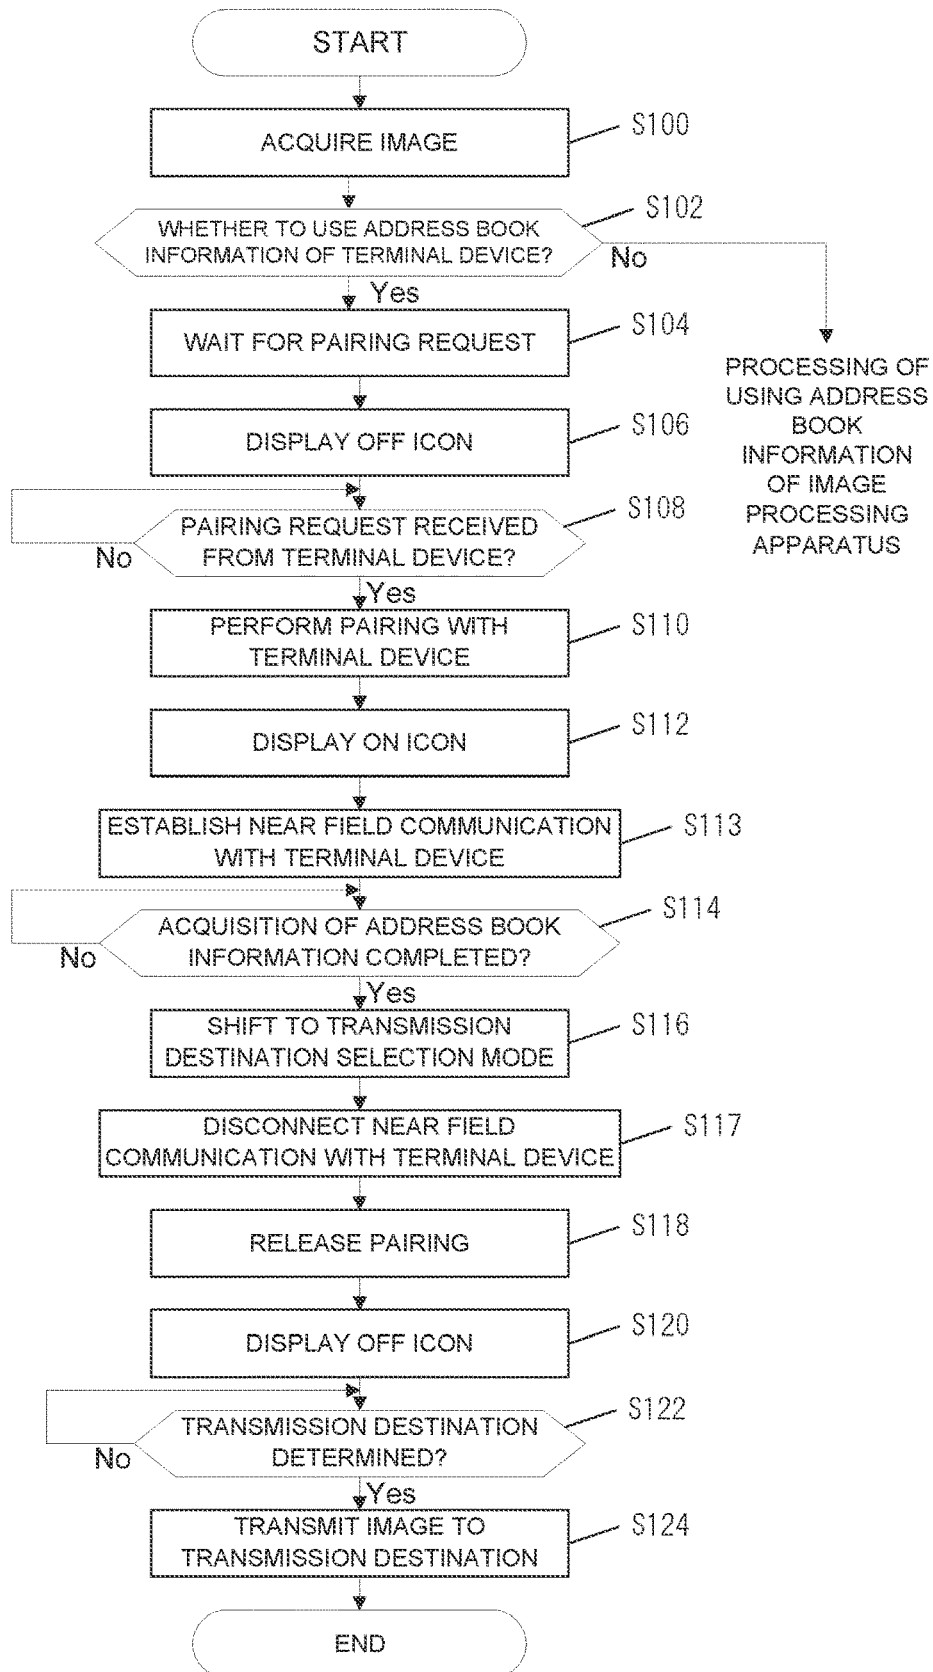 START
ACQUIRE IMAGE
S100
WHETHER TO USE ADDRESS BOOK
INFORMATION OF TERMINAL DEVICE?
S102
No
Yes
WAIT FOR PAIRING REQUEST
S104
PROCESSING OF
USING ADDRESS
BOOK
INFORMATION
OF IMAGE
PROCESSING
APPARATUS
DISPLAY OFF ICON
S106
PAIRING REQUEST RECEIVED
FROM TERMINAL DEVICE?
S108
No
Yes
PERFORM PAIRING WITH
TERMINAL DEVICE
S110
DISPLAY ON ICON
S112
ESTABLISH NEAR FIELD COMMUNICATION
WITH TERMINAL DEVICE
S113
ACQUISITION OF ADDRESS BOOK
INFORMATION COMPLETED?
S114
No
Yes
SHIFT TO TRANSMISSION
DESTINATION SELECTION MODE
S116
DISCONNECT NEAR FIELD
COMMUNICATION WITH TERMINAL DEVICE
S117
RELEASE PAIRING
S118
DISPLAY OFF ICON
S120
TRANSMISSION DESTINATION
DETERMINED?
S122
No
Yes
TRANSMIT IMAGE TO
TRANSMISSION DESTINATION
S124
END